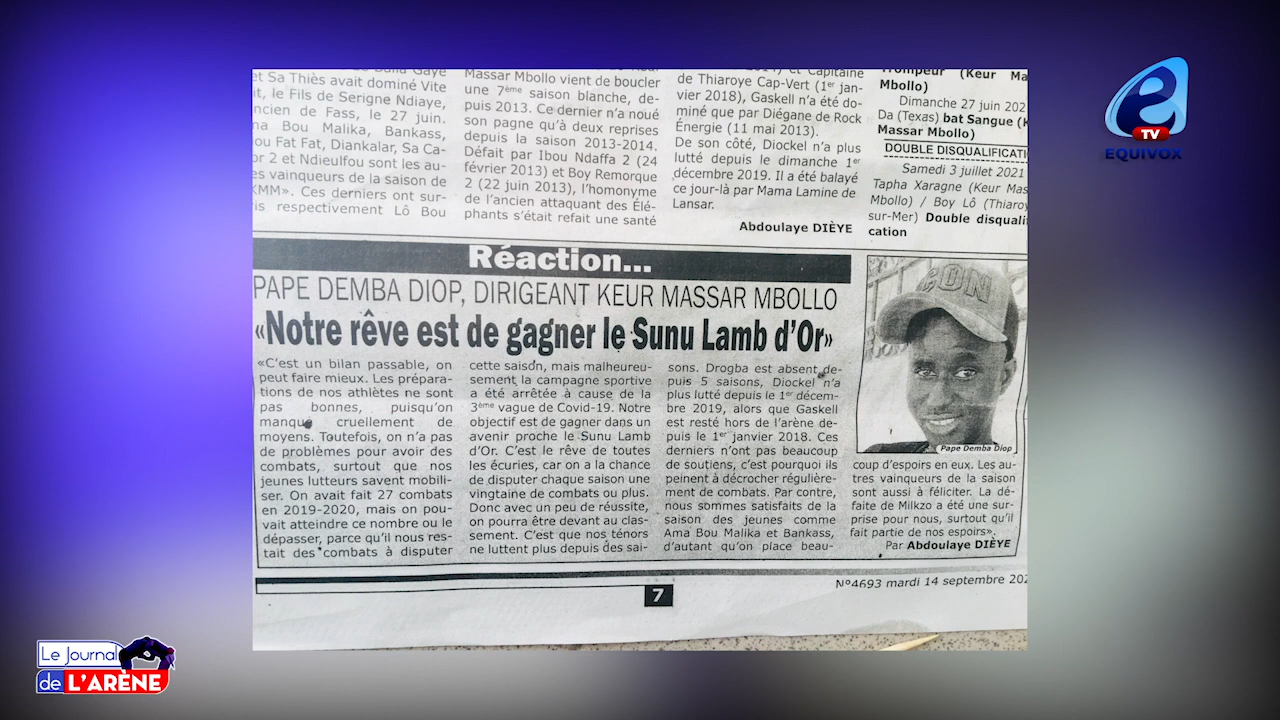 et Sa Thiès avait dominé Vite
it, le Fils de Serigne Ndiaye,
ncien de Fass, le 27 juin.
ma Bou Malika, Bankass,
ou Fat Fat, Diankalar, Sa Ca-
or 2 et Ndieulfou sont les au-
es vainqueurs de la saison de
KMM». Ces derniers ont sur-
ris respectivement Lô Bou
Massar Mbollo vient de boucler
une 7ème saison blanche, de-
puis 2013. Ce dernier n'a noué
son pagne qu'à deux reprises
depuis la saison 2013-2014.
Défait par Ibou Ndaffa 2 (24
février 2013) et Boy Remorque
2 (22 juin 2013), l'homonyme
de l'ancien attaquant des Élé-
phants s'était refait une santé
et Capitaine
de Thiaroye Cap-Vert (1er jan-
vier 2018), Gaskell n'a été do-
miné que par Diégane de Rock
Énergie (11 mai 2013).
De son côté, Diockel n'a plus
lutté depuis le dimanche 1er
décembre 2019. Il a été balayé
ce jour-là par Mama Lamine de
Lansar.
Abdoulaye DIÈYE
Trompeur (Keur Ma
Mbollo)
Dimanche 27 juin 202
Da (Texas) bat Sangue (K
Massar Mbollo)
DOUBLE DISQUALIFICATI
Samedi 3 juillet 2021
Tapha Xaragne (Keur Mas
Mbollo) / Boy Lô (Thiaroy
sur-Mer) Double disquali
cation
Réaction...
PAPE DEMBA DIOP, DIRIGEANT KEUR MASSAR MBOLLO
«Notre rêve est de gagner le Sunu Lamb d'Or»
«C'est un bilan passable, on
peut faire mieux. Les prépara-
tions de nos athlètes ne sont
pas bonnes, puisqu'on
manque cruellement de
moyens. Toutefois, on n'a pas
de problèmes pour avoir des
combats, surtout que nos
jeunes lutteurs savent mobili-
ser. On avait fait 27 combats
en 2019-2020, mais on pou-
vait atteindre ce nombre ou le
dépasser, parce qu'il nous res-
tait des combats à disputer
cette saison, mais malheureu-
sement la campagne sportive
a été arrêtée à cause de la
3ème vague de Covid-19. Notre
objectif est de gagner dans un
avenir proche le Sunu Lamb
d'Or. C'est le rêve de toutes
les écuries, car on a la chance
de disputer chaque saison une
vingtaine de combats ou plus.
Donc avec un peu de réussite,
on pourra être devant au clas-
sement. C'est que nos ténors
ne luttent plus depuis des sai-
sons. Drogba est absent de-
puis 5 saisons, Diockel n'a
plus lutté depuis le 1er décem-
bre 2019, alors que Gaskell
est resté hors de l'arène de-
puis le 1er janvier 2018. Ces
derniers n'ont pas beaucoup
de soutiens, c'est pourquoi ils
peinent à décrocher régulière-
ment de combats. Par contre,
nous sommes satisfaits de la
saison des jeunes comme
Ama Bou Malika et Bankass,
d'autant qu'on place beau-
Pape Demba Diop
coup d'espoirs en eux. Les au-
tres vainqueurs de la saison
sont aussi à féliciter. La dé-
faite de Milkzo a été une sur-
prise pour nous, surtout qu'il
fait partie de nos espoirs».
Par Abdoulaye DIÈYE
7
N°4693 mardi 14 septembre 202
e
TV
EQUIVOX
Le Journal
de L'ARÈNE